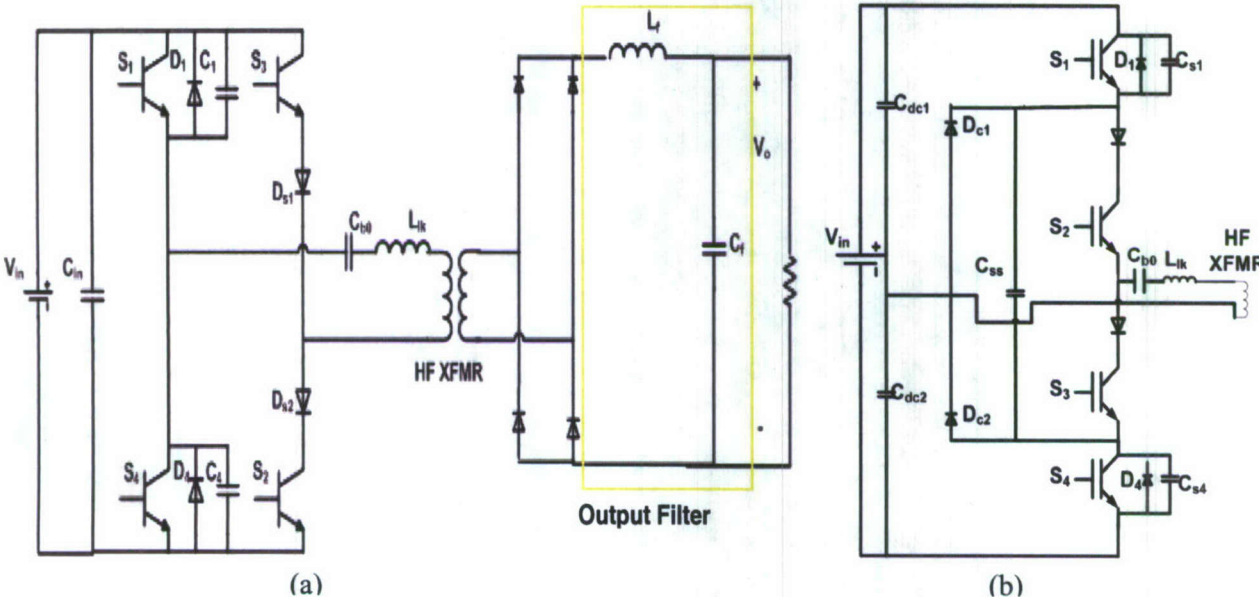 S1
D1
C1
S3
Ds1
Cb0
Llk
Vin
+
-
Cin
HF XFMR
Ds2
S4
D4
C4
S2
Lf
+
Vo
Cf
-
Output Filter
(a)
S1
D1
Cs1
Cdc1
Dc1
S2
Vin
+
-
Css
Cb0
Llk
HF
XFMR
Cdc2
Dc2
S3
S4
D4
Cs4
(b)